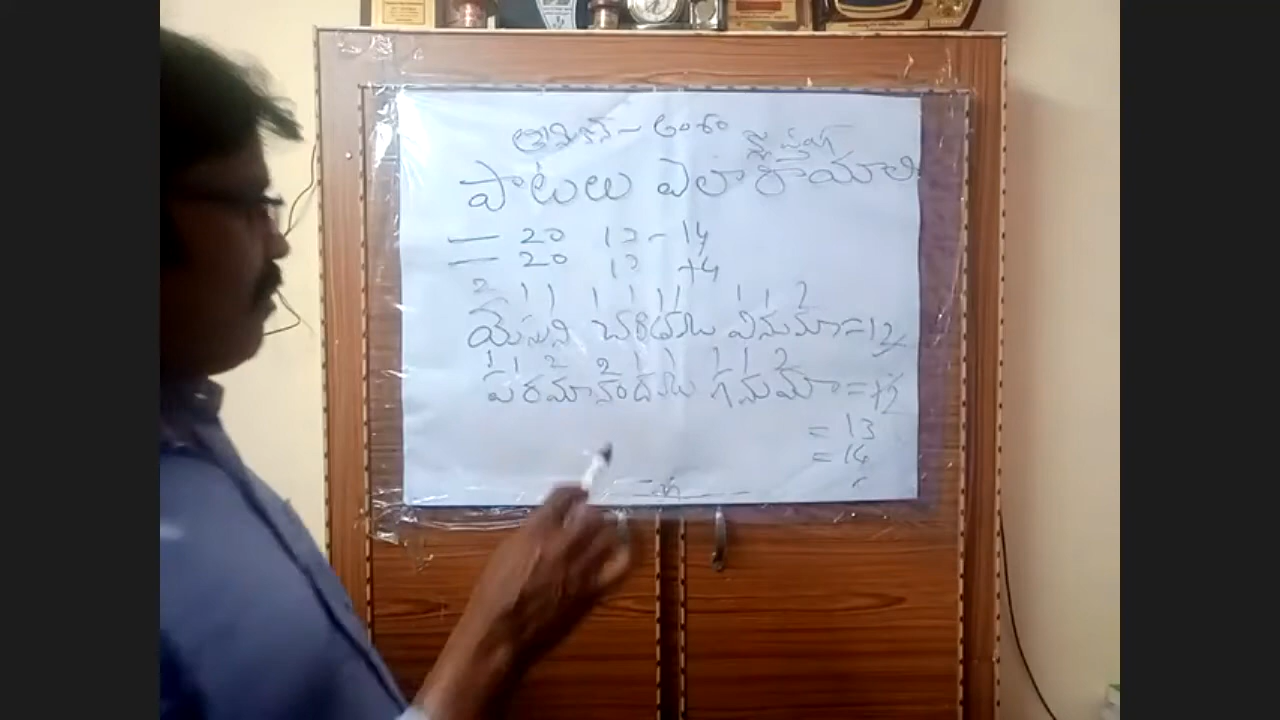 అంశం
పాటలు ఎలా రాయాలి
— 20 12 - 14
— 20 12 +4
2 1 1 1 1 1 1 1 1 2
యేసుని చరితము వినుమా = 12
1 1 2 2 1 1 1 1 2
పరమానందము గనుమా = 12
= 13
= 14